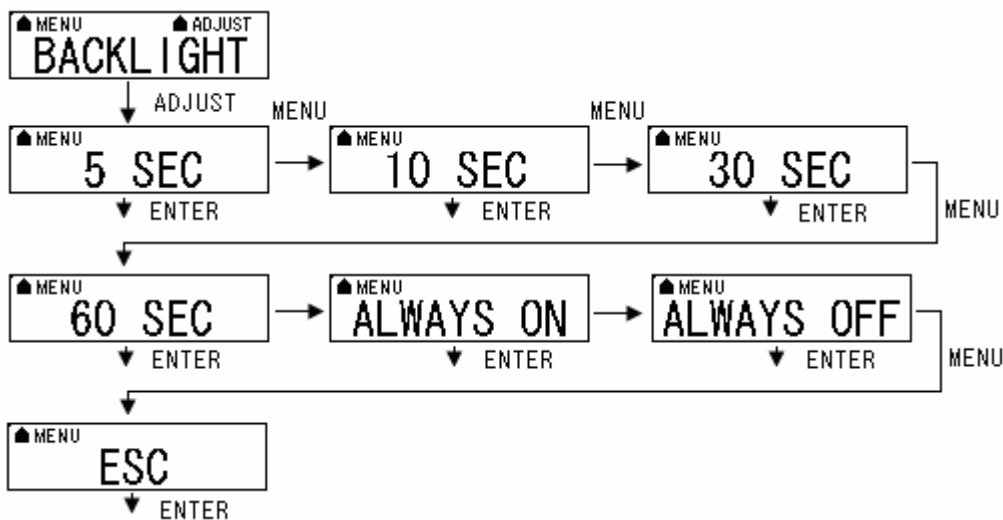 MENU ADJUST
BACKLIGHT
ADJUST
MENU MENU
MENU MENU MENU
5 SEC 10 SEC 30 SEC
ENTER ENTER ENTER
MENU
MENU MENU MENU
60 SEC ALWAYS ON ALWAYS OFF
ENTER ENTER ENTER
MENU
MENU
ESC
ENTER